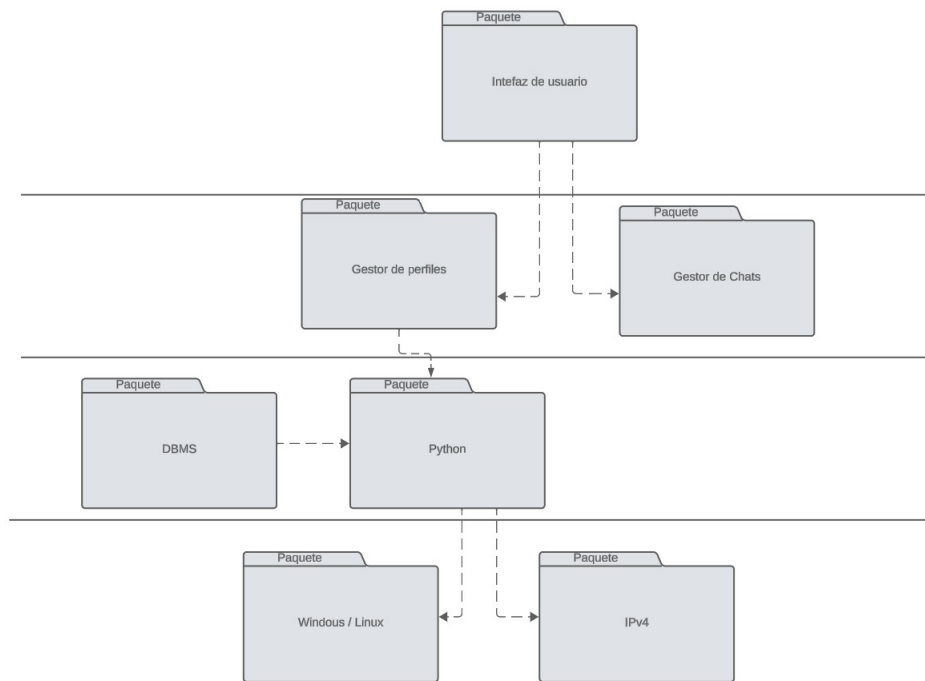 Paquete
Intefaz de usuario
Paquete
Gestor de perfiles
Paquete
Gestor de Chats
Paquete
DBMS
Paquete
Python
Paquete
Windous / Linux
Paquete
IPv4